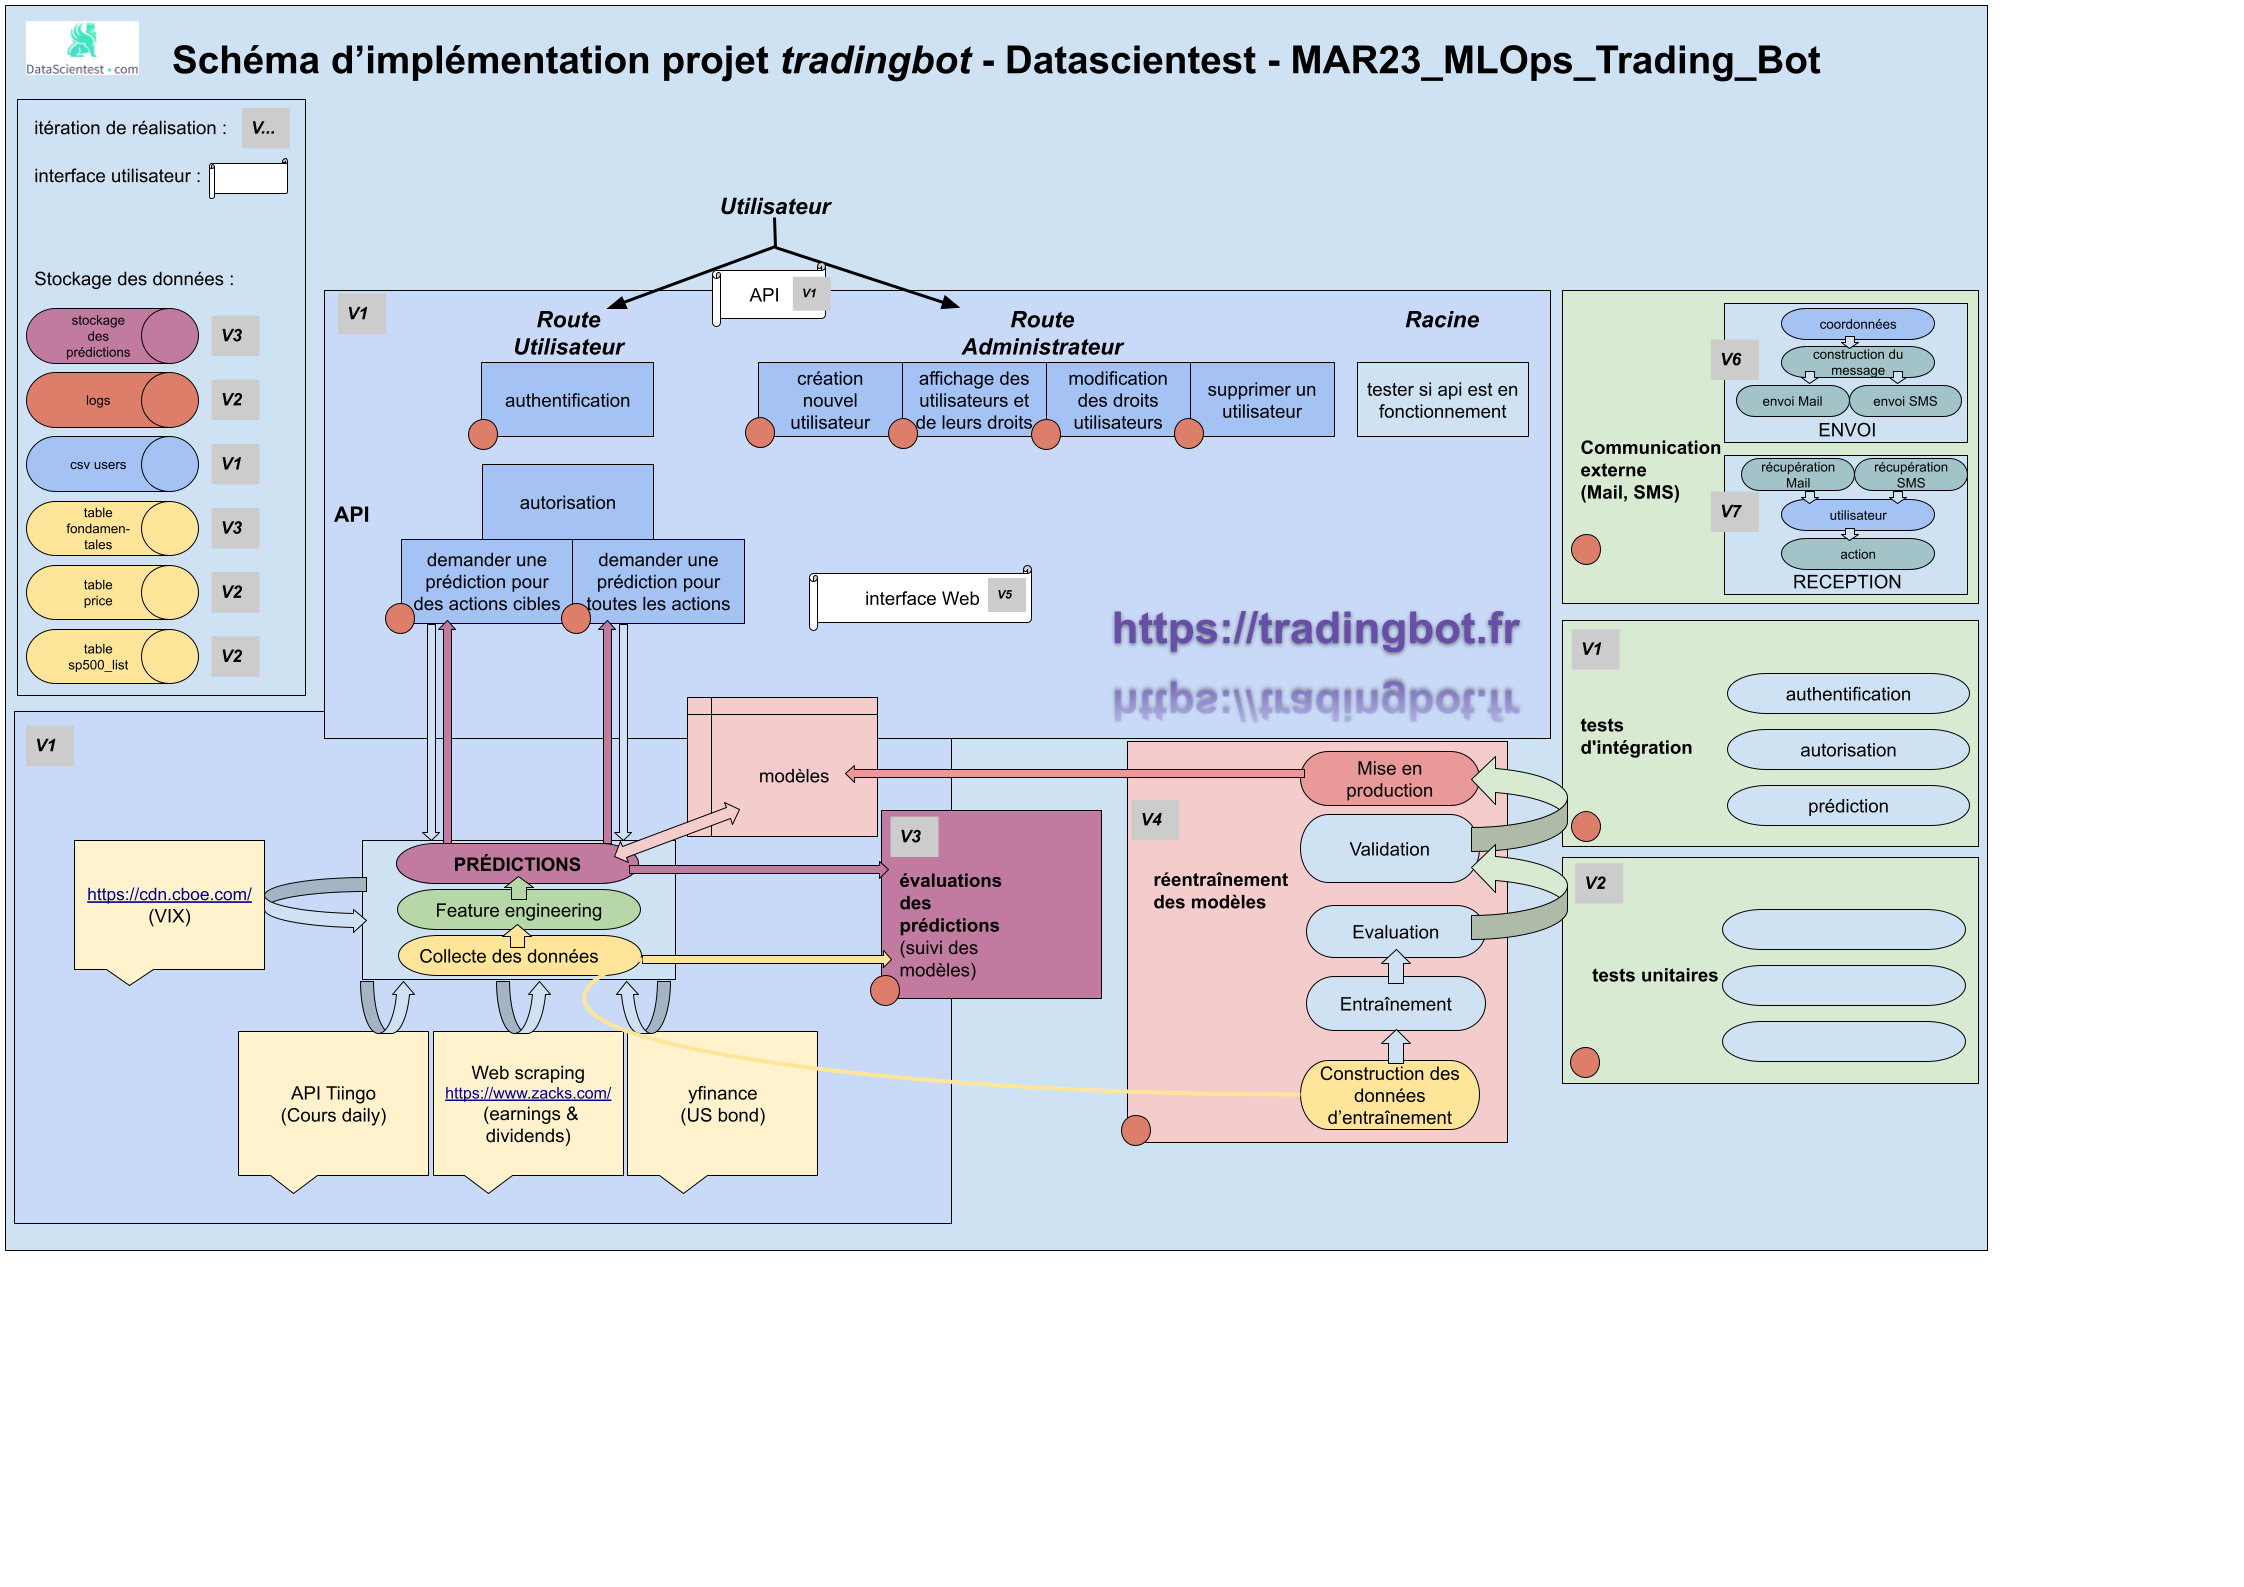 DataScientest • com
Schéma d’implémentation projet tradingbot - Datascientest - MAR23_MLOps_Trading_Bot
itération de réalisation :
V...
interface utilisateur :
Stockage des données :
stockage
des
prédictions
V3
logs
V2
csv users
V1
table
fondamen-
tales
V3
table
price
V2
table
sp500_list
V2
Utilisateur
API
V1
V1
Route
Utilisateur
Route
Administrateur
Racine
authentification
création
nouvel
utilisateur
affichage des
utilisateurs et
de leurs droits
modification
des droits
utilisateurs
supprimer un
utilisateur
tester si api est en
fonctionnement
autorisation
API
demander une
prédiction pour
des actions cibles
demander une
prédiction pour
toutes les actions
interface Web
V5
https://tradingbot.fr
https://tradingbot.fr
Communication
externe
(Mail, SMS)
V6
coordonnées
construction du
message
envoi Mail
envoi SMS
ENVOI
V7
récupération
Mail
récupération
SMS
utilisateur
action
RECEPTION
V1
tests
d'intégration
authentification
autorisation
prédiction
V2
tests unitaires
V1
modèles
https://cdn.cboe.com/
(VIX)
PRÉDICTIONS
Feature engineering
Collecte des données
V3
évaluations
des
prédictions
(suivi des
modèles)
API Tiingo
(Cours daily)
Web scraping
https://www.zacks.com/
(earnings &
dividends)
yfinance
(US bond)
V4
réentraînement
des modèles
Mise en
production
Validation
Evaluation
Entraînement
Construction des
données
d’entraînement